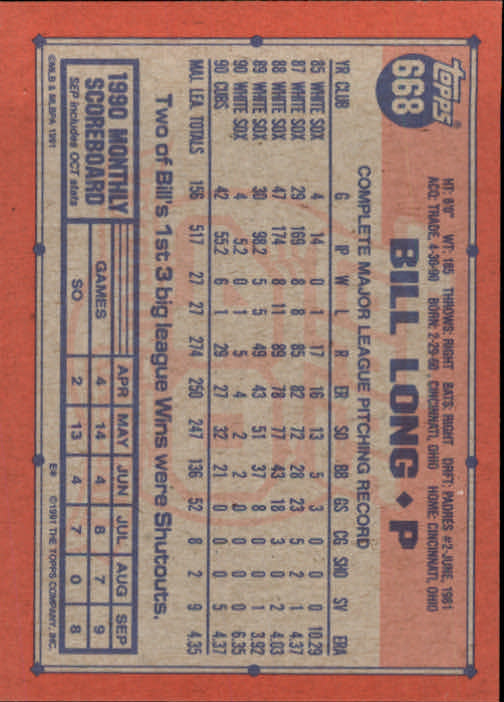 topps
668
HT: 6'0" WT: 185 THROWS: RIGHT BATS: RIGHT DRAFT: PADRES #2-JUNE, 1981
ACQ: TRADE, 4-30-90 BORN: 2-29-60, CINCINNATI, OHIO HOME: CINCINNATI, OHIO
BILL LONG ◆ P
COMPLETE MAJOR LEAGUE PITCHING RECORD
YR CLUB G IP W L R ER SO BB GS CG SHO SV ERA
85 WHITE SOX 4 14 0 1 17 16 13 5 3 0 0 0 10.29
87 WHITE SOX 29 169 8 8 85 82 72 28 23 5 2 1 4.37
88 WHITE SOX 47 174 8 11 89 78 77 43 18 3 0 2 4.03
89 WHITE SOX 30 98.2 5 5 49 43 51 37 8 0 0 1 3.92
90 WHITE SOX 4 5.2 0 1 5 4 2 2 0 0 0 0 6.35
90 CUBS 42 55.2 6 1 29 27 32 21 0 0 0 5 4.37
MAJ. LEA. TOTALS 156 517 27 27 274 250 247 136 52 8 2 9 4.35
Two of Bill's 1st 3 big league Wins were Shutouts.
1990 MONTHLY SCOREBOARD
SEP includes OCT stats
APR MAY JUN JUL AUG SEP
GAMES 4 14 4 8 7 9
SO 2 13 4 7 0 8
©MLB & MLBPA 1991
E® ©1991 THE TOPPS COMPANY, INC.